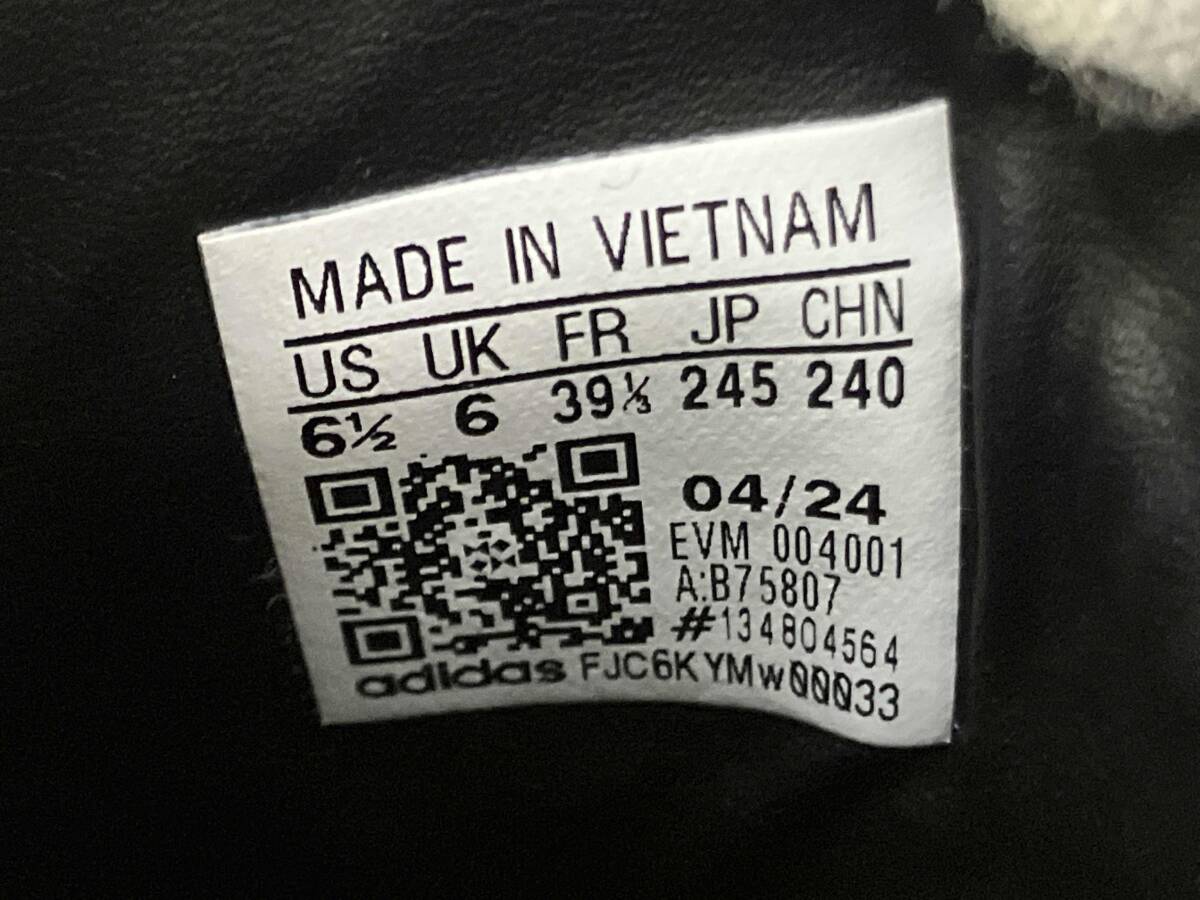 MADE IN VIETNAM
US UK FR JP CHN
6½ 6 39⅓ 245 240
04/24
EVM 004001
A:B75807
#134804564
adidas FJC6KYMw00033